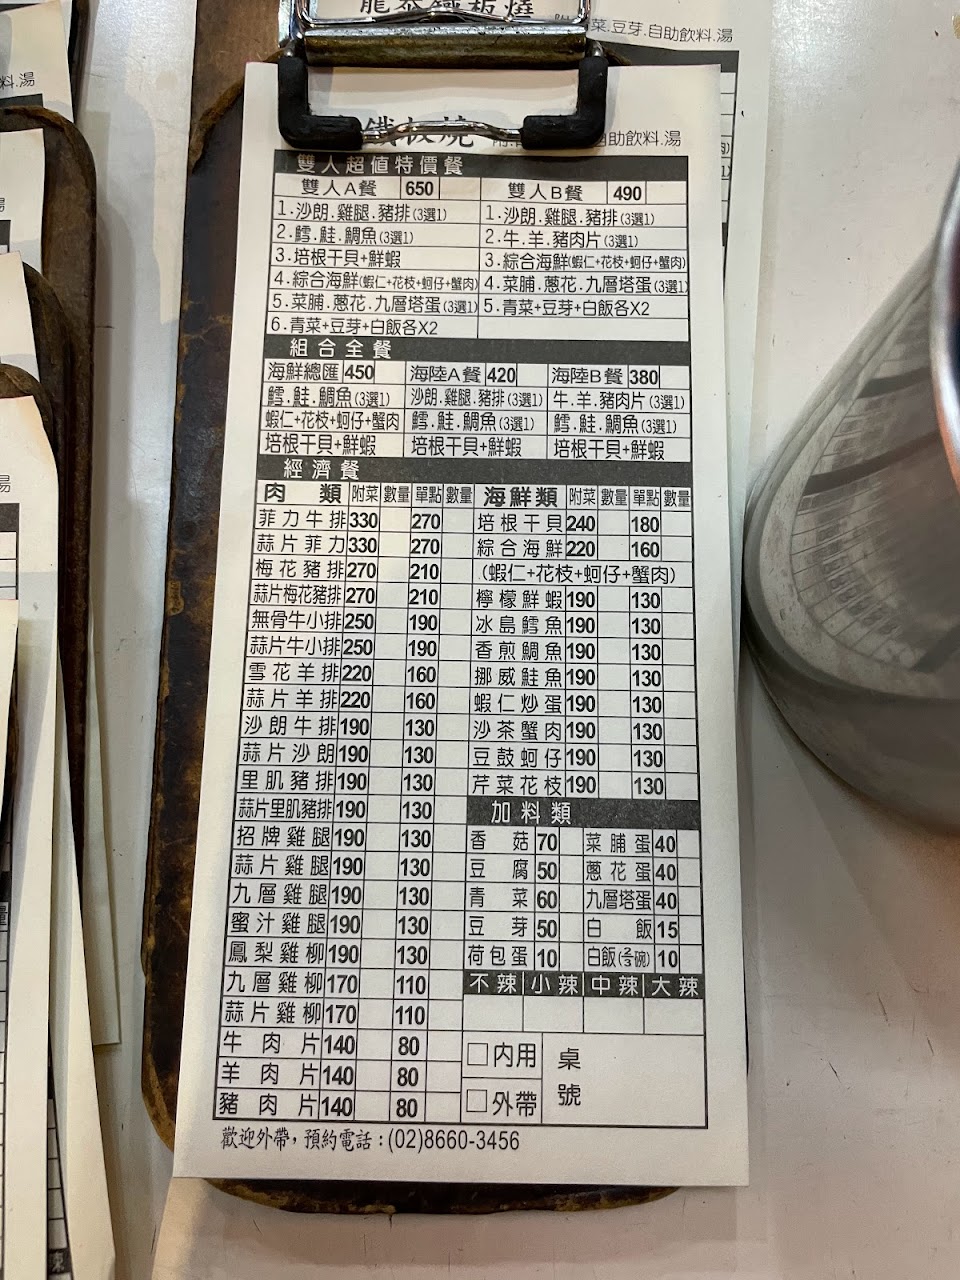 龍泰鐵板燒
菜.豆芽.自助飲料.湯
鐵板燒 自助飲料.湯
雙人超值特價餐
雙人A餐 650 雙人B餐 490
1.沙朗.雞腿.豬排(3選1) 1.沙朗.雞腿.豬排(3選1)
2.鱈.鮭.鯛魚(3選1) 2.牛.羊.豬肉片(3選1)
3.培根干貝+鮮蝦 3.綜合海鮮(蝦仁+花枝+蚵仔+蟹肉)
4.綜合海鮮(蝦仁+花枝+蚵仔+蟹肉) 4.菜脯.蔥花.九層塔蛋(3選1)
5.菜脯.蔥花.九層塔蛋(3選1) 5.青菜+豆芽+白飯各X2
6.青菜+豆芽+白飯各X2
組合全餐
海鮮總匯 450 海陸A餐 420 海陸B餐 380
鱈.鮭.鯛魚(3選1) 沙朗.雞腿.豬排(3選1) 牛.羊.豬肉片(3選1)
蝦仁+花枝+蚵仔+蟹肉 鱈.鮭.鯛魚(3選1) 鱈.鮭.鯛魚(3選1)
培根干貝+鮮蝦 培根干貝+鮮蝦 培根干貝+鮮蝦
經濟餐
肉類 附菜 數量 單點 數量 海鮮類 附菜 數量 單點 數量
菲力牛排 330 270 培根干貝 240 180
蒜片菲力 330 270 綜合海鮮 220 160
梅花豬排 270 210 (蝦仁+花枝+蚵仔+蟹肉)
蒜片梅花豬排 270 210 檸檬鮮蝦 190 130
無骨牛小排 250 190 冰島鱈魚 190 130
蒜片牛小排 250 190 香煎鯛魚 190 130
雪花羊排 220 160 挪威鮭魚 190 130
蒜片羊排 220 160 蝦仁炒蛋 190 130
沙朗牛排 190 130 沙茶蟹肉 190 130
蒜片沙朗 190 130 豆鼓蚵仔 190 130
里肌豬排 190 130 芹菜花枝 190 130
蒜片里肌豬排 190 130 加料類
招牌雞腿 190 130 香菇 70 菜脯蛋 40
蒜片雞腿 190 130 豆腐 50 蔥花蛋 40
九層雞腿 190 130 青菜 60 九層塔蛋 40
蜜汁雞腿 190 130 豆芽 50 白飯 15
鳳梨雞柳 190 130 荷包蛋 10 白飯(半碗) 10
九層雞柳 170 110 不辣 小辣 中辣 大辣
蒜片雞柳 170 110
牛肉片 140 80 □內用 桌
羊肉片 140 80 □外帶 號
豬肉片 140 80
歡迎外帶，預約電話:(02)8660-3456